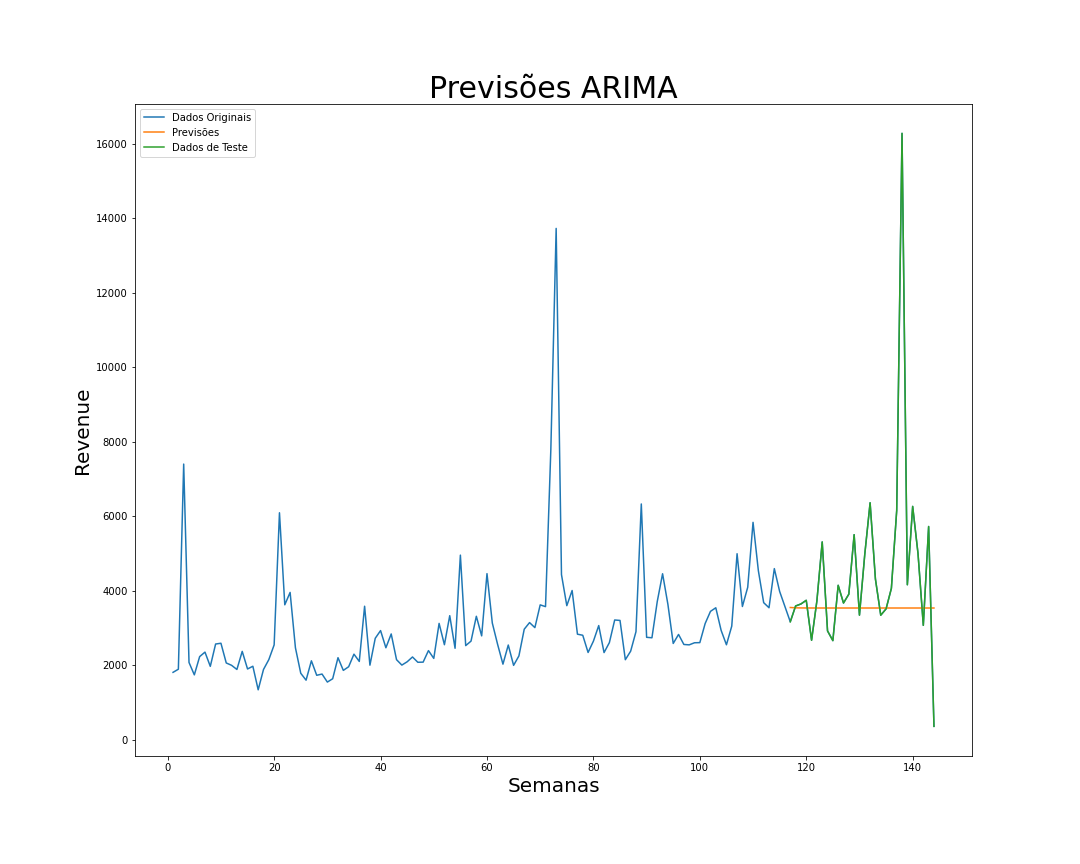 Previsões ARIMA
Dados Originais
Previsões
Dados de Teste
Revenue
16000
14000
12000
10000
8000
6000
4000
2000
0
0 20 40 60 80 100 120 140
Semanas